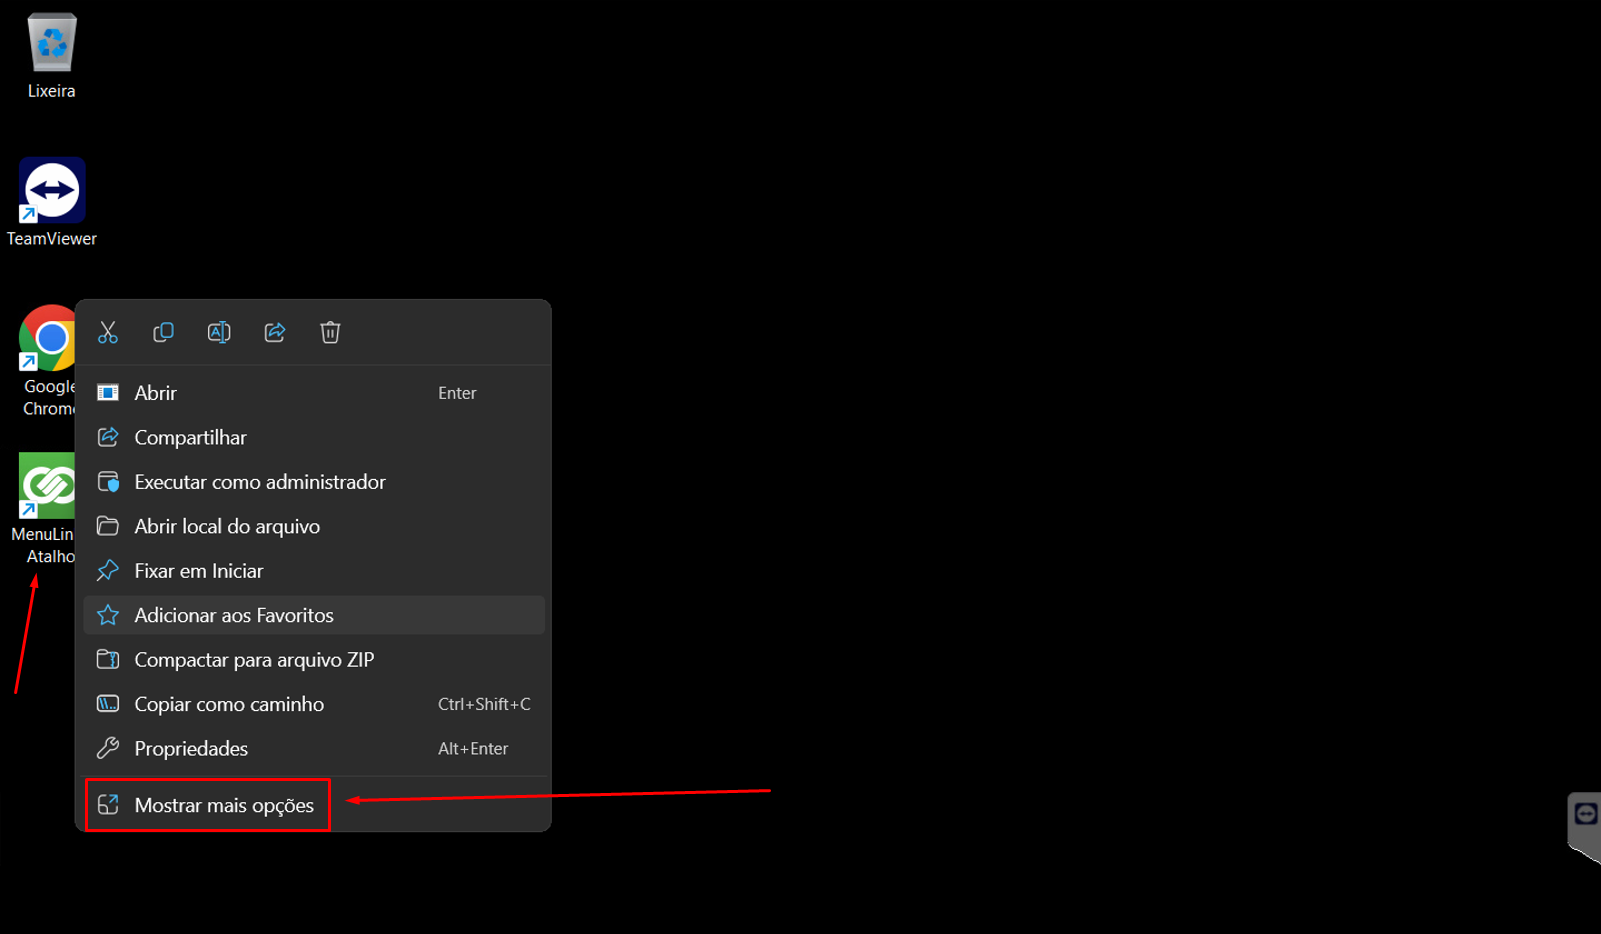 Lixeira
TeamViewer
Google
Chrome
MenuLin
Atalho
Abrir Enter
Compartilhar
Executar como administrador
Abrir local do arquivo
Fixar em Iniciar
Adicionar aos Favoritos
Compactar para arquivo ZIP
Copiar como caminho Ctrl+Shift+C
Propriedades Alt+Enter
Mostrar mais opções